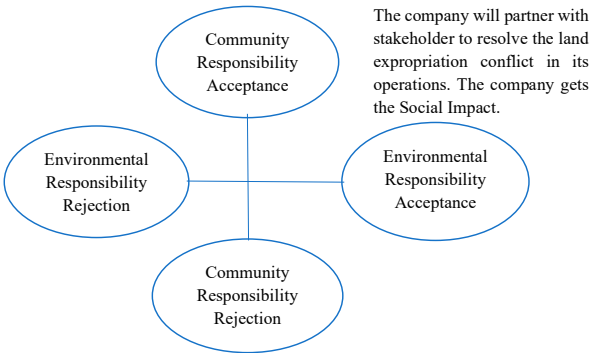 Community
Responsibility
Acceptance
The company will partner with
stakeholder to resolve the land
expropriation conflict in its
operations. The company gets
the Social Impact.
Environmental
Responsibility
Rejection
Environmental
Responsibility
Acceptance
Community
Responsibility
Rejection